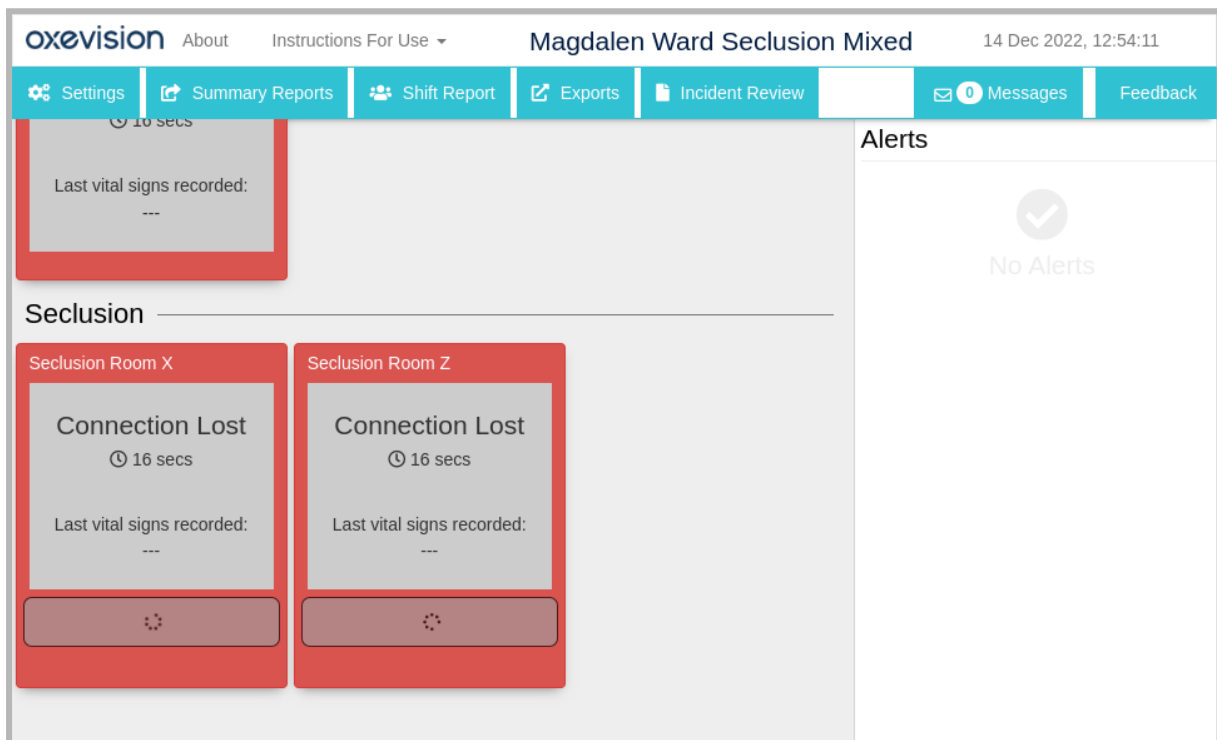 oxevision About Instructions For Use Magdalen Ward Seclusion Mixed 14 Dec 2022, 12:54:11
Settings Summary Reports Shift Report Exports Incident Review 0 Messages Feedback
16 secs
Last vital signs recorded:
---
Alerts
No Alerts
Seclusion
Seclusion Room X
Connection Lost
16 secs
Last vital signs recorded:
---
Seclusion Room Z
Connection Lost
16 secs
Last vital signs recorded:
---